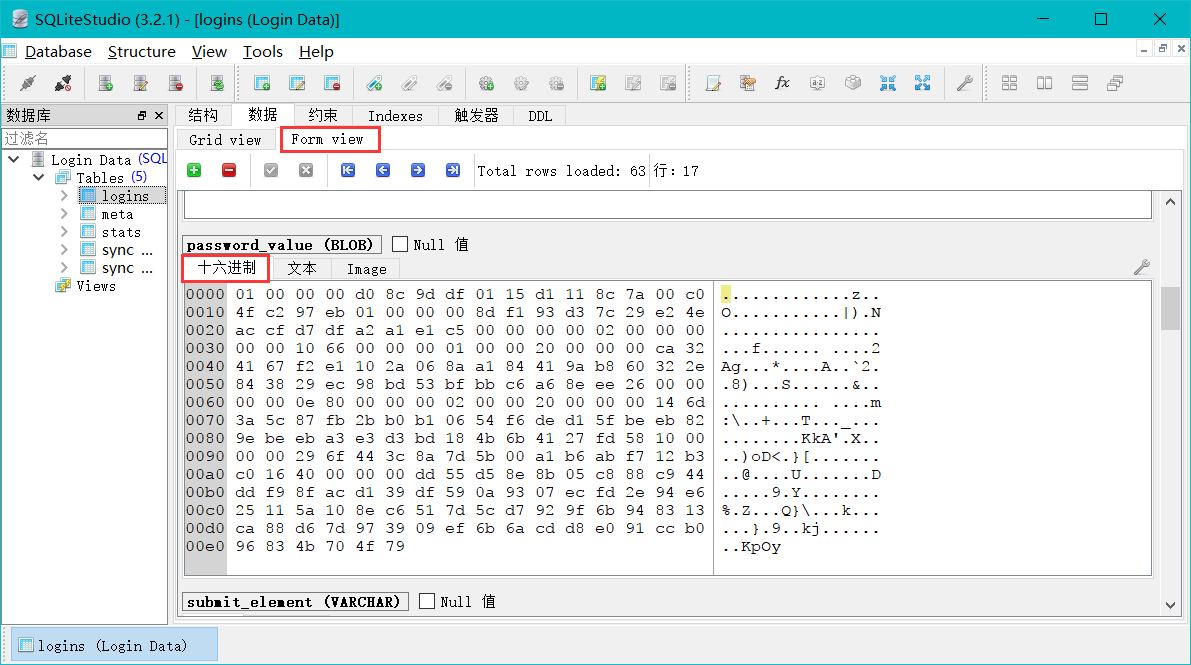 SQLiteStudio (3.2.1) - [logins (Login Data)]
Database Structure View Tools Help
数据库
过滤名
Login Data (SQL
Tables (5)
logins
meta
stats
sync ...
sync ...
Views
结构 数据 约束 Indexes 触发器 DDL
Grid view Form view
Total rows loaded: 63 行: 17
password_value (BLOB) Null 值
十六进制 文本 Image
0000 01 00 00 00 d0 8c 9d df 01 15 d1 11 8c 7a 00 c0 .............z..
0010 4f c2 97 eb 01 00 00 00 8d f1 93 d3 7c 29 e2 4e O...........|).N
0020 ac cf d7 df a2 a1 e1 c5 00 00 00 00 02 00 00 00 ................
0030 00 00 10 66 00 00 00 01 00 00 20 00 00 00 ca 32 ...f...... ....2
0040 41 67 f2 e1 10 2a 06 8a a1 84 41 9a b8 60 32 2e Ag...*....A..`2.
0050 84 38 29 ec 98 bd 53 bf bb c6 a6 8e ee 26 00 00 .8)...S......&..
0060 00 00 0e 80 00 00 00 02 00 00 20 00 00 00 14 6d .......... ....m
0070 3a 5c 87 fb 2b b0 b1 06 54 f6 de d1 5f be eb 82 :\..+...T..._...
0080 9e be eb a3 e3 d3 bd 18 4b 6b 41 27 fd 58 10 00 ........KkA'.X..
0090 00 00 29 6f 44 3c 8a 7d 5b 00 a1 b6 ab f7 12 b3 ..)oD<.}[.......
00a0 c0 16 40 00 00 00 dd 55 d5 8e 8b 05 c8 88 c9 44 ..@....U.......D
00b0 dd f9 8f ac d1 39 df 59 0a 93 07 ec fd 2e 94 e6 .....9.Y........
00c0 25 11 5a 10 8e c6 51 7d 5c d7 92 9f 6b 94 83 13 %.Z...Q}\...k...
00d0 ca 88 d6 7d 97 39 09 ef 6b 6a cd d8 e0 91 cc b0 ...}.9..kj......
00e0 96 83 4b 70 4f 79 ..KpOy
submit_element (VARCHAR) Null 值
logins (Login Data)